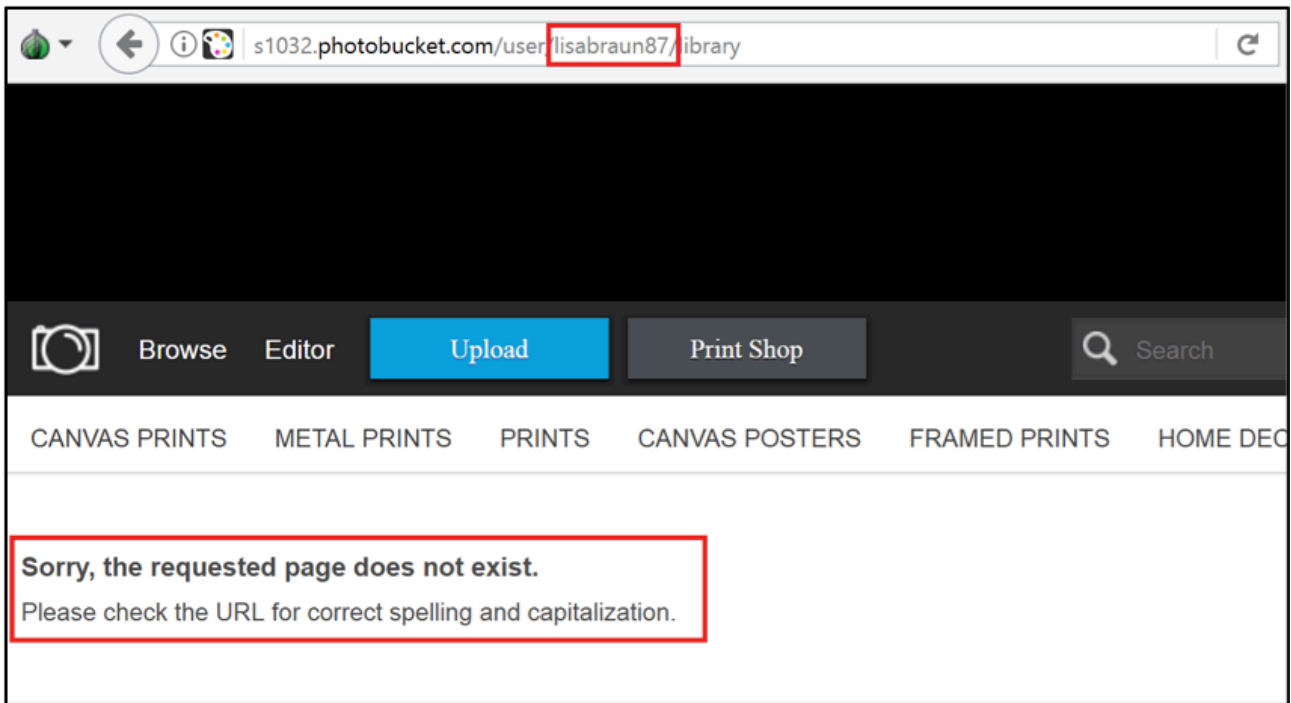 s1032.photobucket.com/user/lisabraun87/library
Browse Editor Upload Print Shop Search
CANVAS PRINTS METAL PRINTS PRINTS CANVAS POSTERS FRAMED PRINTS HOME DEC
Sorry, the requested page does not exist.
Please check the URL for correct spelling and capitalization.